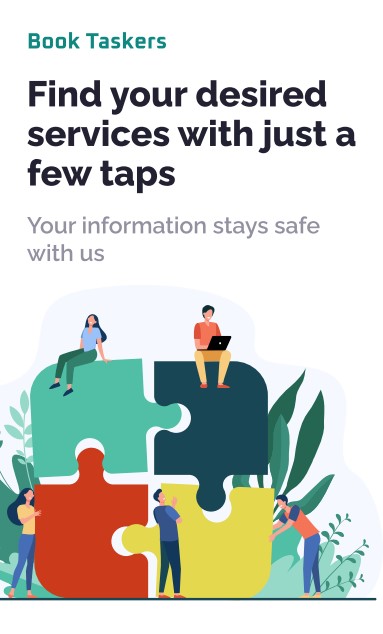 Book Taskers
Find your desired
services with just a
few taps
Your information stays safe
with us